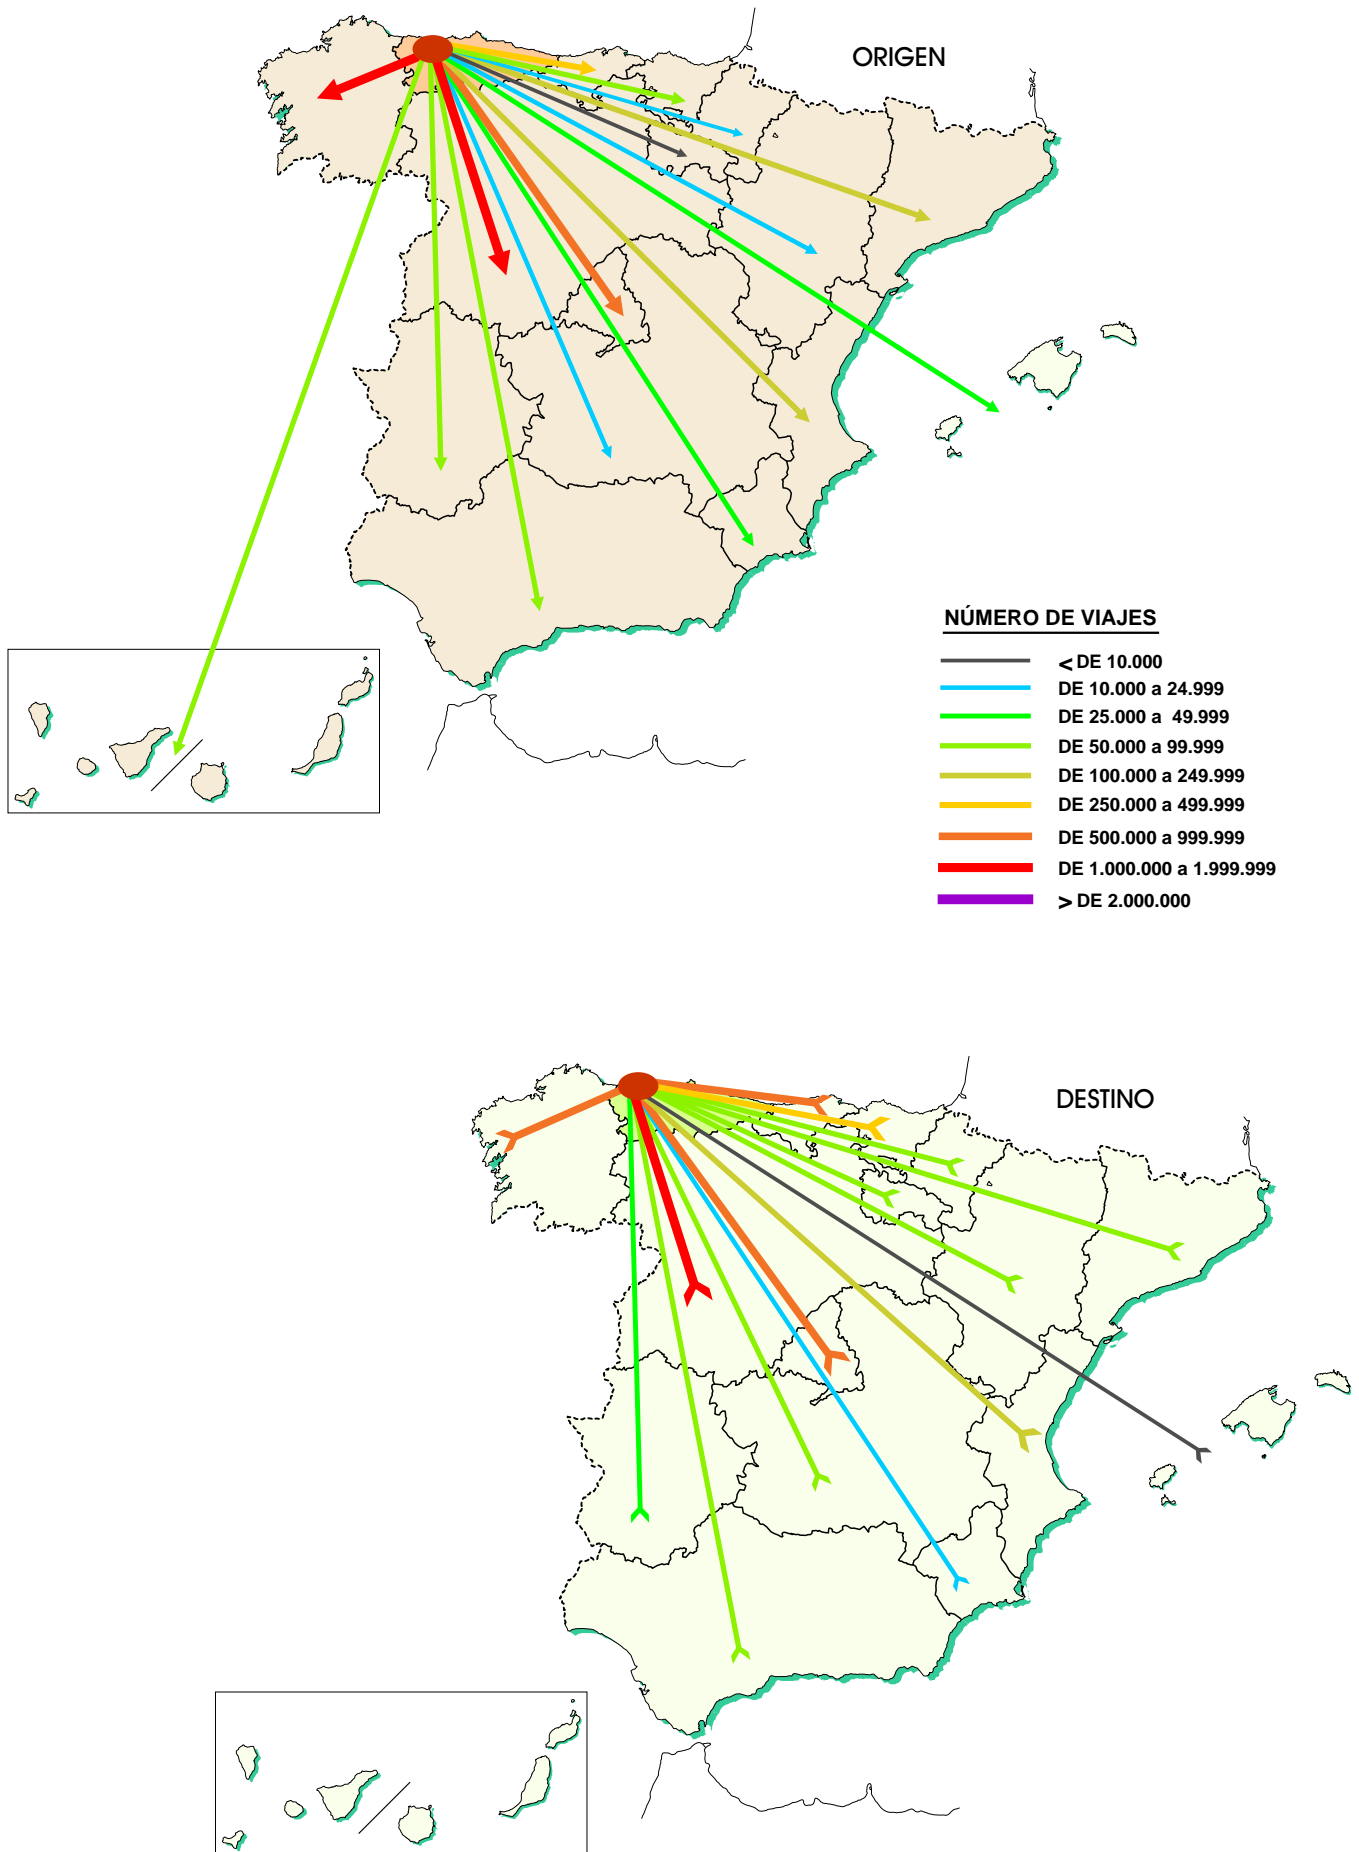 ORIGEN
NÚMERO DE VIAJES
< DE 10.000
DE 10.000 a 24.999
DE 25.000 a 49.999
DE 50.000 a 99.999
DE 100.000 a 249.999
DE 250.000 a 499.999
DE 500.000 a 999.999
DE 1.000.000 a 1.999.999
> DE 2.000.000
DESTINO